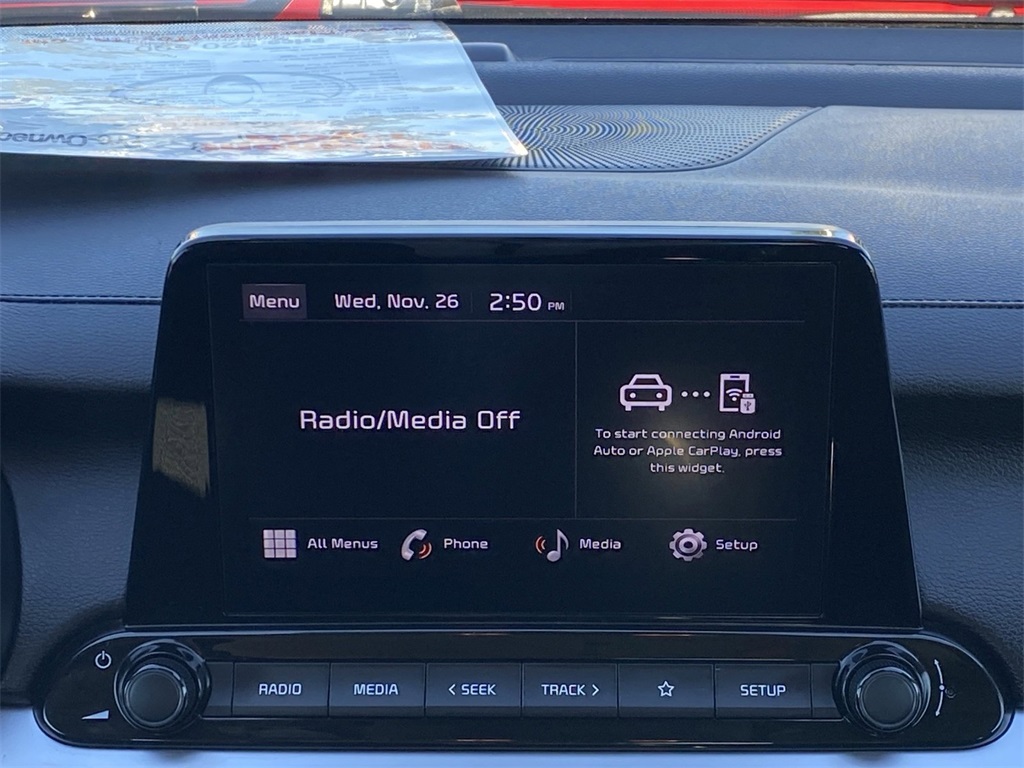 Menu Wed, Nov. 26 2:50 PM
Radio/Media Off
To start connecting Android
Auto or Apple CarPlay, press
this widget.
All Menus Phone Media Setup
RADIO MEDIA < SEEK TRACK > SETUP